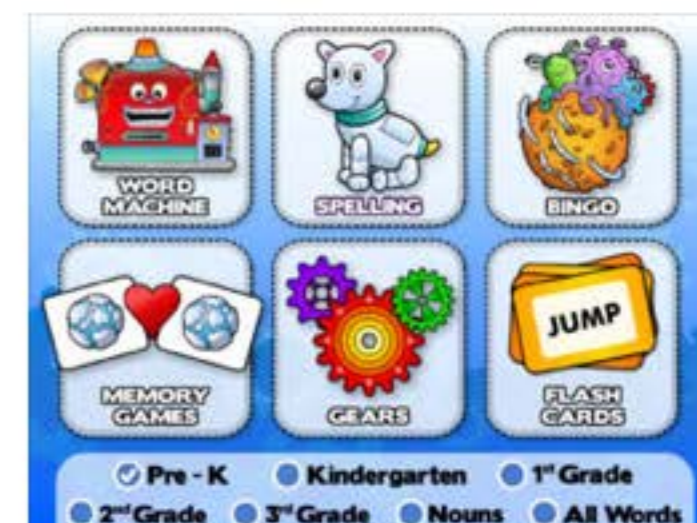 WORD
MACHINE
SPELLING
BINGO
JUMP
MEMORY
GAMES
GEARS
FLASH
CARDS
Pre - K
Kindergarten
1st Grade
2nd Grade
3rd Grade
Nouns
All Words